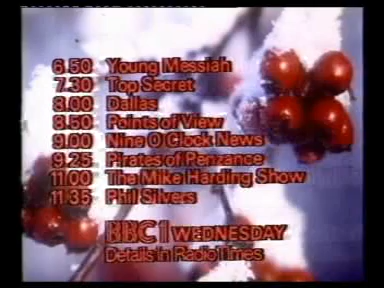 6.50 Young Messiah
7.30 Top Secret
8.00 Dallas
8.50 Points of View
9.00 Nine O'Clock News
9.25 Pirates of Penzance
11.00 The Mike Harding Show
11.35 Phil Silvers
BBC1 WEDNESDAY
Details in Radio Times